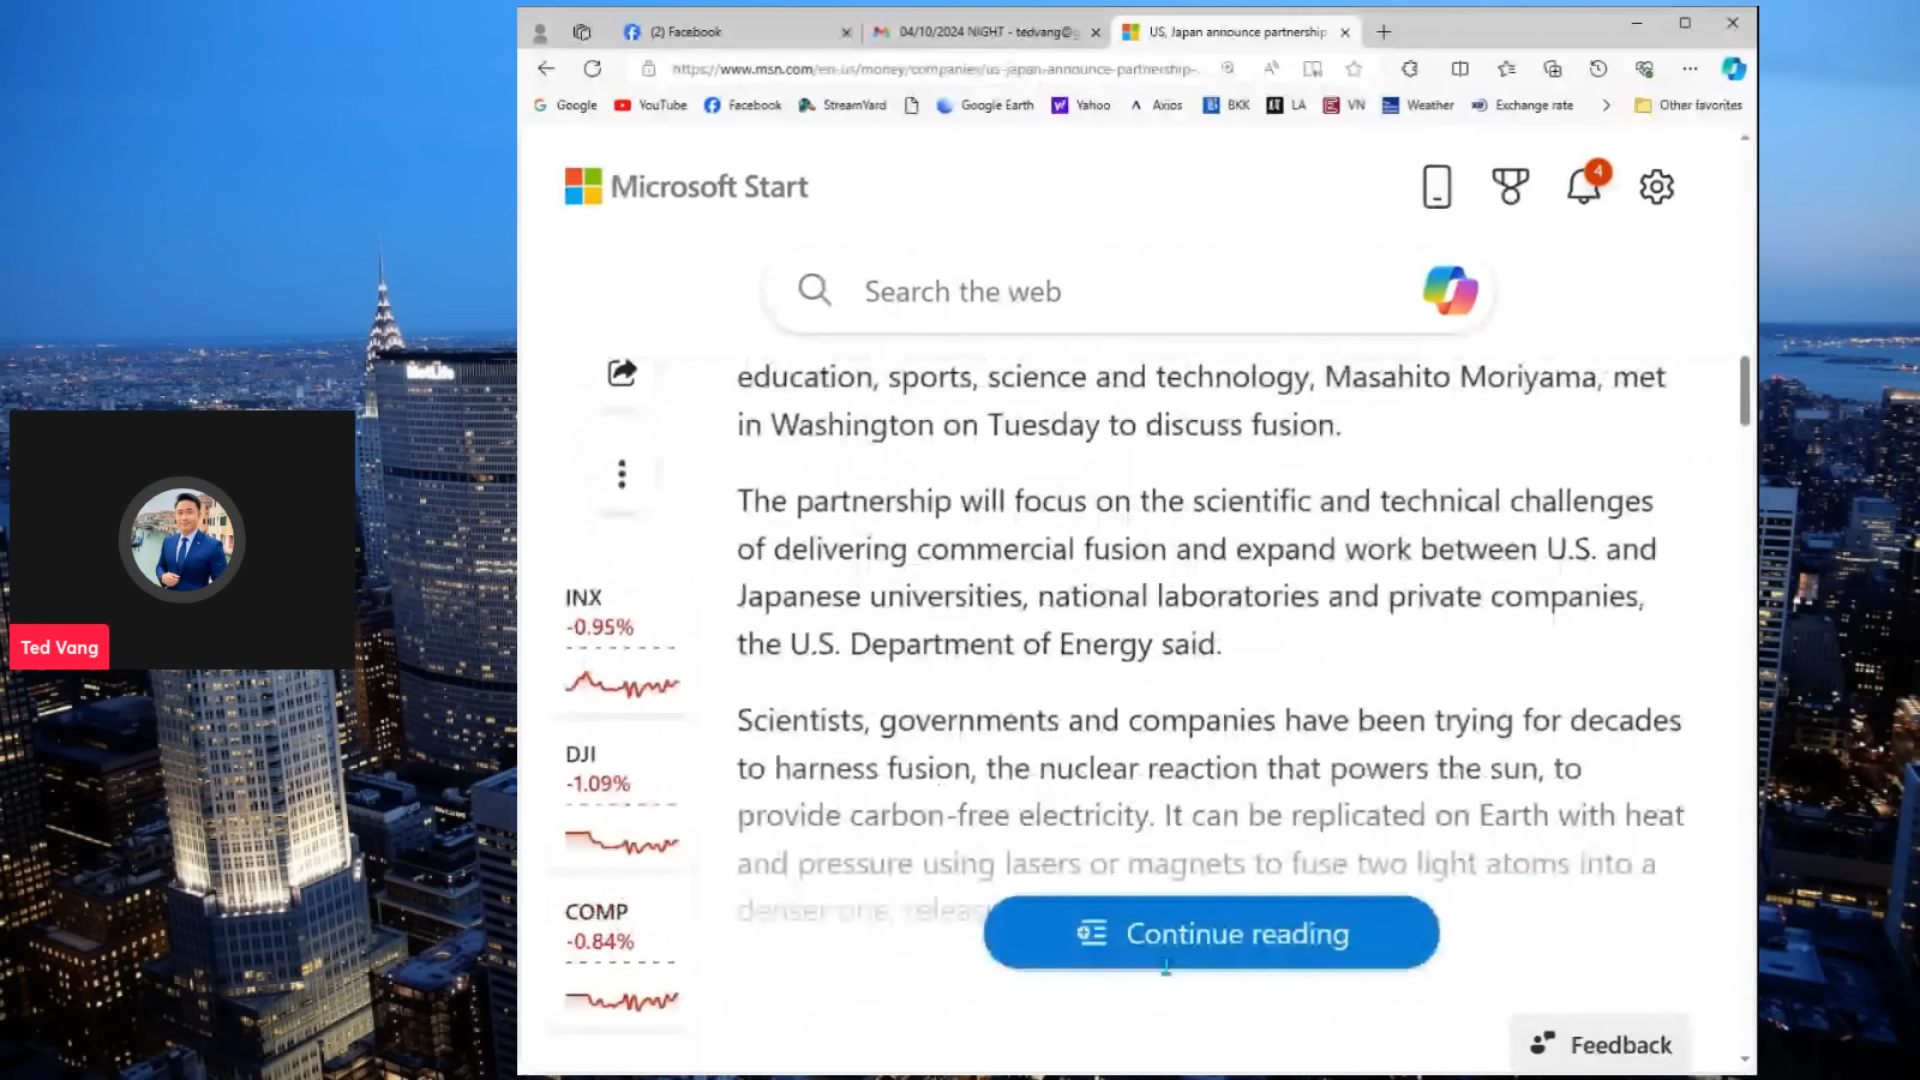 (2) Facebook
04/10/2024 NIGHT - tedvang@g
US, Japan announce partnership
https://www.msn.com/en-us/money/companies/us-japan-announce-partnership-..
Google
YouTube
Facebook
StreamYard
Google Earth
Yahoo
Axios
BKK
LA
VN
Weather
Exchange rate
Other favorites
Microsoft Start
4
Search the web
education, sports, science and technology, Masahito Moriyama, met
in Washington on Tuesday to discuss fusion.
The partnership will focus on the scientific and technical challenges
of delivering commercial fusion and expand work between U.S. and
Japanese universities, national laboratories and private companies,
the U.S. Department of Energy said.
Scientists, governments and companies have been trying for decades
to harness fusion, the nuclear reaction that powers the sun, to
provide carbon-free electricity. It can be replicated on Earth with heat
and pressure using lasers or magnets to fuse two light atoms into a
denser one, releas
Continue reading
INX
-0.95%
DJI
-1.09%
COMP
-0.84%
Feedback
Ted Vang
MetLife